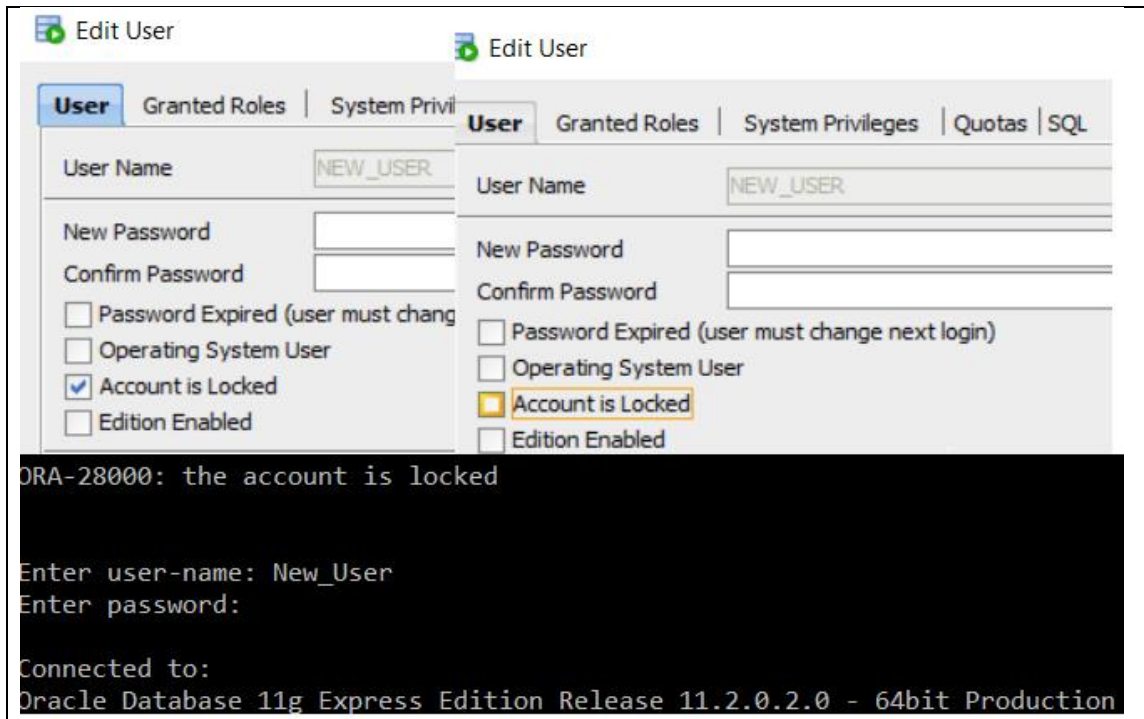 Edit User
User Granted Roles System Privil
User Name NEW_USER
New Password
Confirm Password
Password Expired (user must chang
Operating System User
Account is Locked
Edition Enabled
Edit User
User Granted Roles System Privileges Quotas SQL
User Name NEW_USER
New Password
Confirm Password
Password Expired (user must change next login)
Operating System User
Account is Locked
Edition Enabled
ORA-28000: the account is locked
Enter user-name: New_User
Enter password:
Connected to:
Oracle Database 11g Express Edition Release 11.2.0.2.0 - 64bit Production